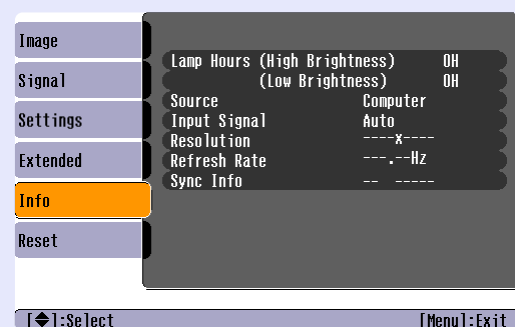 Image
Signal
Settings
Extended
Info
Reset
Lamp Hours (High Brightness) 0H
(Low Brightness) 0H
Source Computer
Input Signal Auto
Resolution ----x----
Refresh Rate ---.--Hz
Sync Info -- -----
[◆]:Select [Menu]:Exit